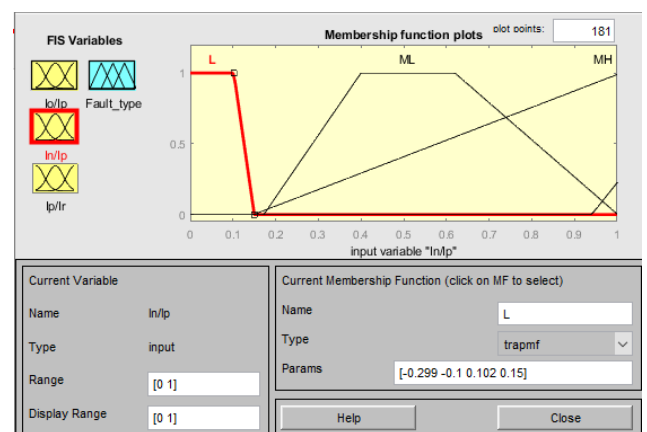 FIS Variables
Membership function plots
plot points:
181
L
ML
MH
1
0.5
0
Io/Ip
Fault_type
In/Ip
Ip/Ir
0 0.1 0.2 0.3 0.4 0.5 0.6 0.7 0.8 0.9 1
input variable "In/Ip"
Current Variable
Name In/Ip
Type input
Range [0 1]
Display Range [0 1]
Current Membership Function (click on MF to select)
Name L
Type trapmf
Params [-0.299 -0.1 0.102 0.15]
Help
Close